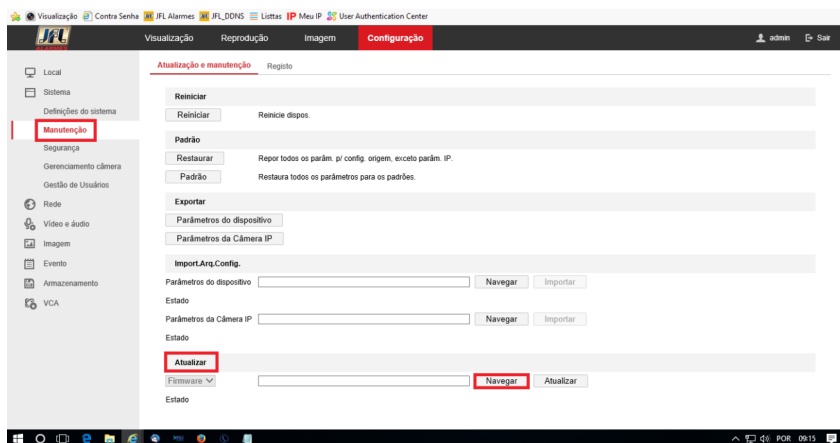 Visualização Contra Senha JFL Alarmes JFL_DDNS Listtas IP Meu IP User Authentication Center
JFL Visualização Reprodução Imagem Configuração admin Sair
ALARMES
Atualização e manutenção Registo
Local
Sistema
Definições do sistema
Manutenção
Segurança
Gerenciamento câmera
Gestão de Usuários
Rede
Vídeo e áudio
Imagem
Evento
Armazenamento
VCA
Reiniciar
Reiniciar Reinicie dispos.
Padrão
Restaurar Repor todos os parâm. p/ config. origem, exceto parâm. IP.
Padrão Restaura todos os parâmetros para os padrões.
Exportar
Parâmetros do dispositivo
Parâmetros da Câmera IP
Import.Arq.Config.
Parâmetros do dispositivo Navegar Importar
Estado
Parâmetros da Câmera IP Navegar Importar
Estado
Atualizar
Firmware Navegar Atualizar
Estado
POR 09:15